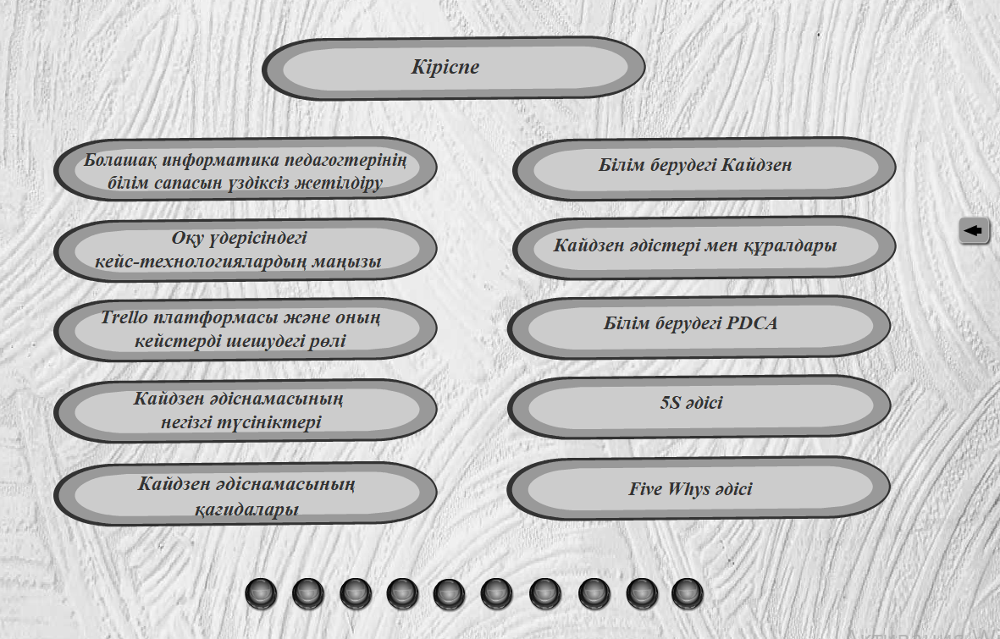 Кіріспе
Болашақ информатика педагогтерінің
білім сапасын үздіксіз жетілдіру
Оқу үдерісіндегі
кейс-технологиялардың маңызы
Trello платформасы және оның
кейстерді шешудегі рөлі
Кайдзен әдіснамасының
негізгі түсініктері
Кайдзен әдіснамасының
қағидалары
Білім берудегі Кайдзен
Кайдзен әдістері мен құралдары
Білім берудегі PDCA
5S әдісі
Five Whys әдісі